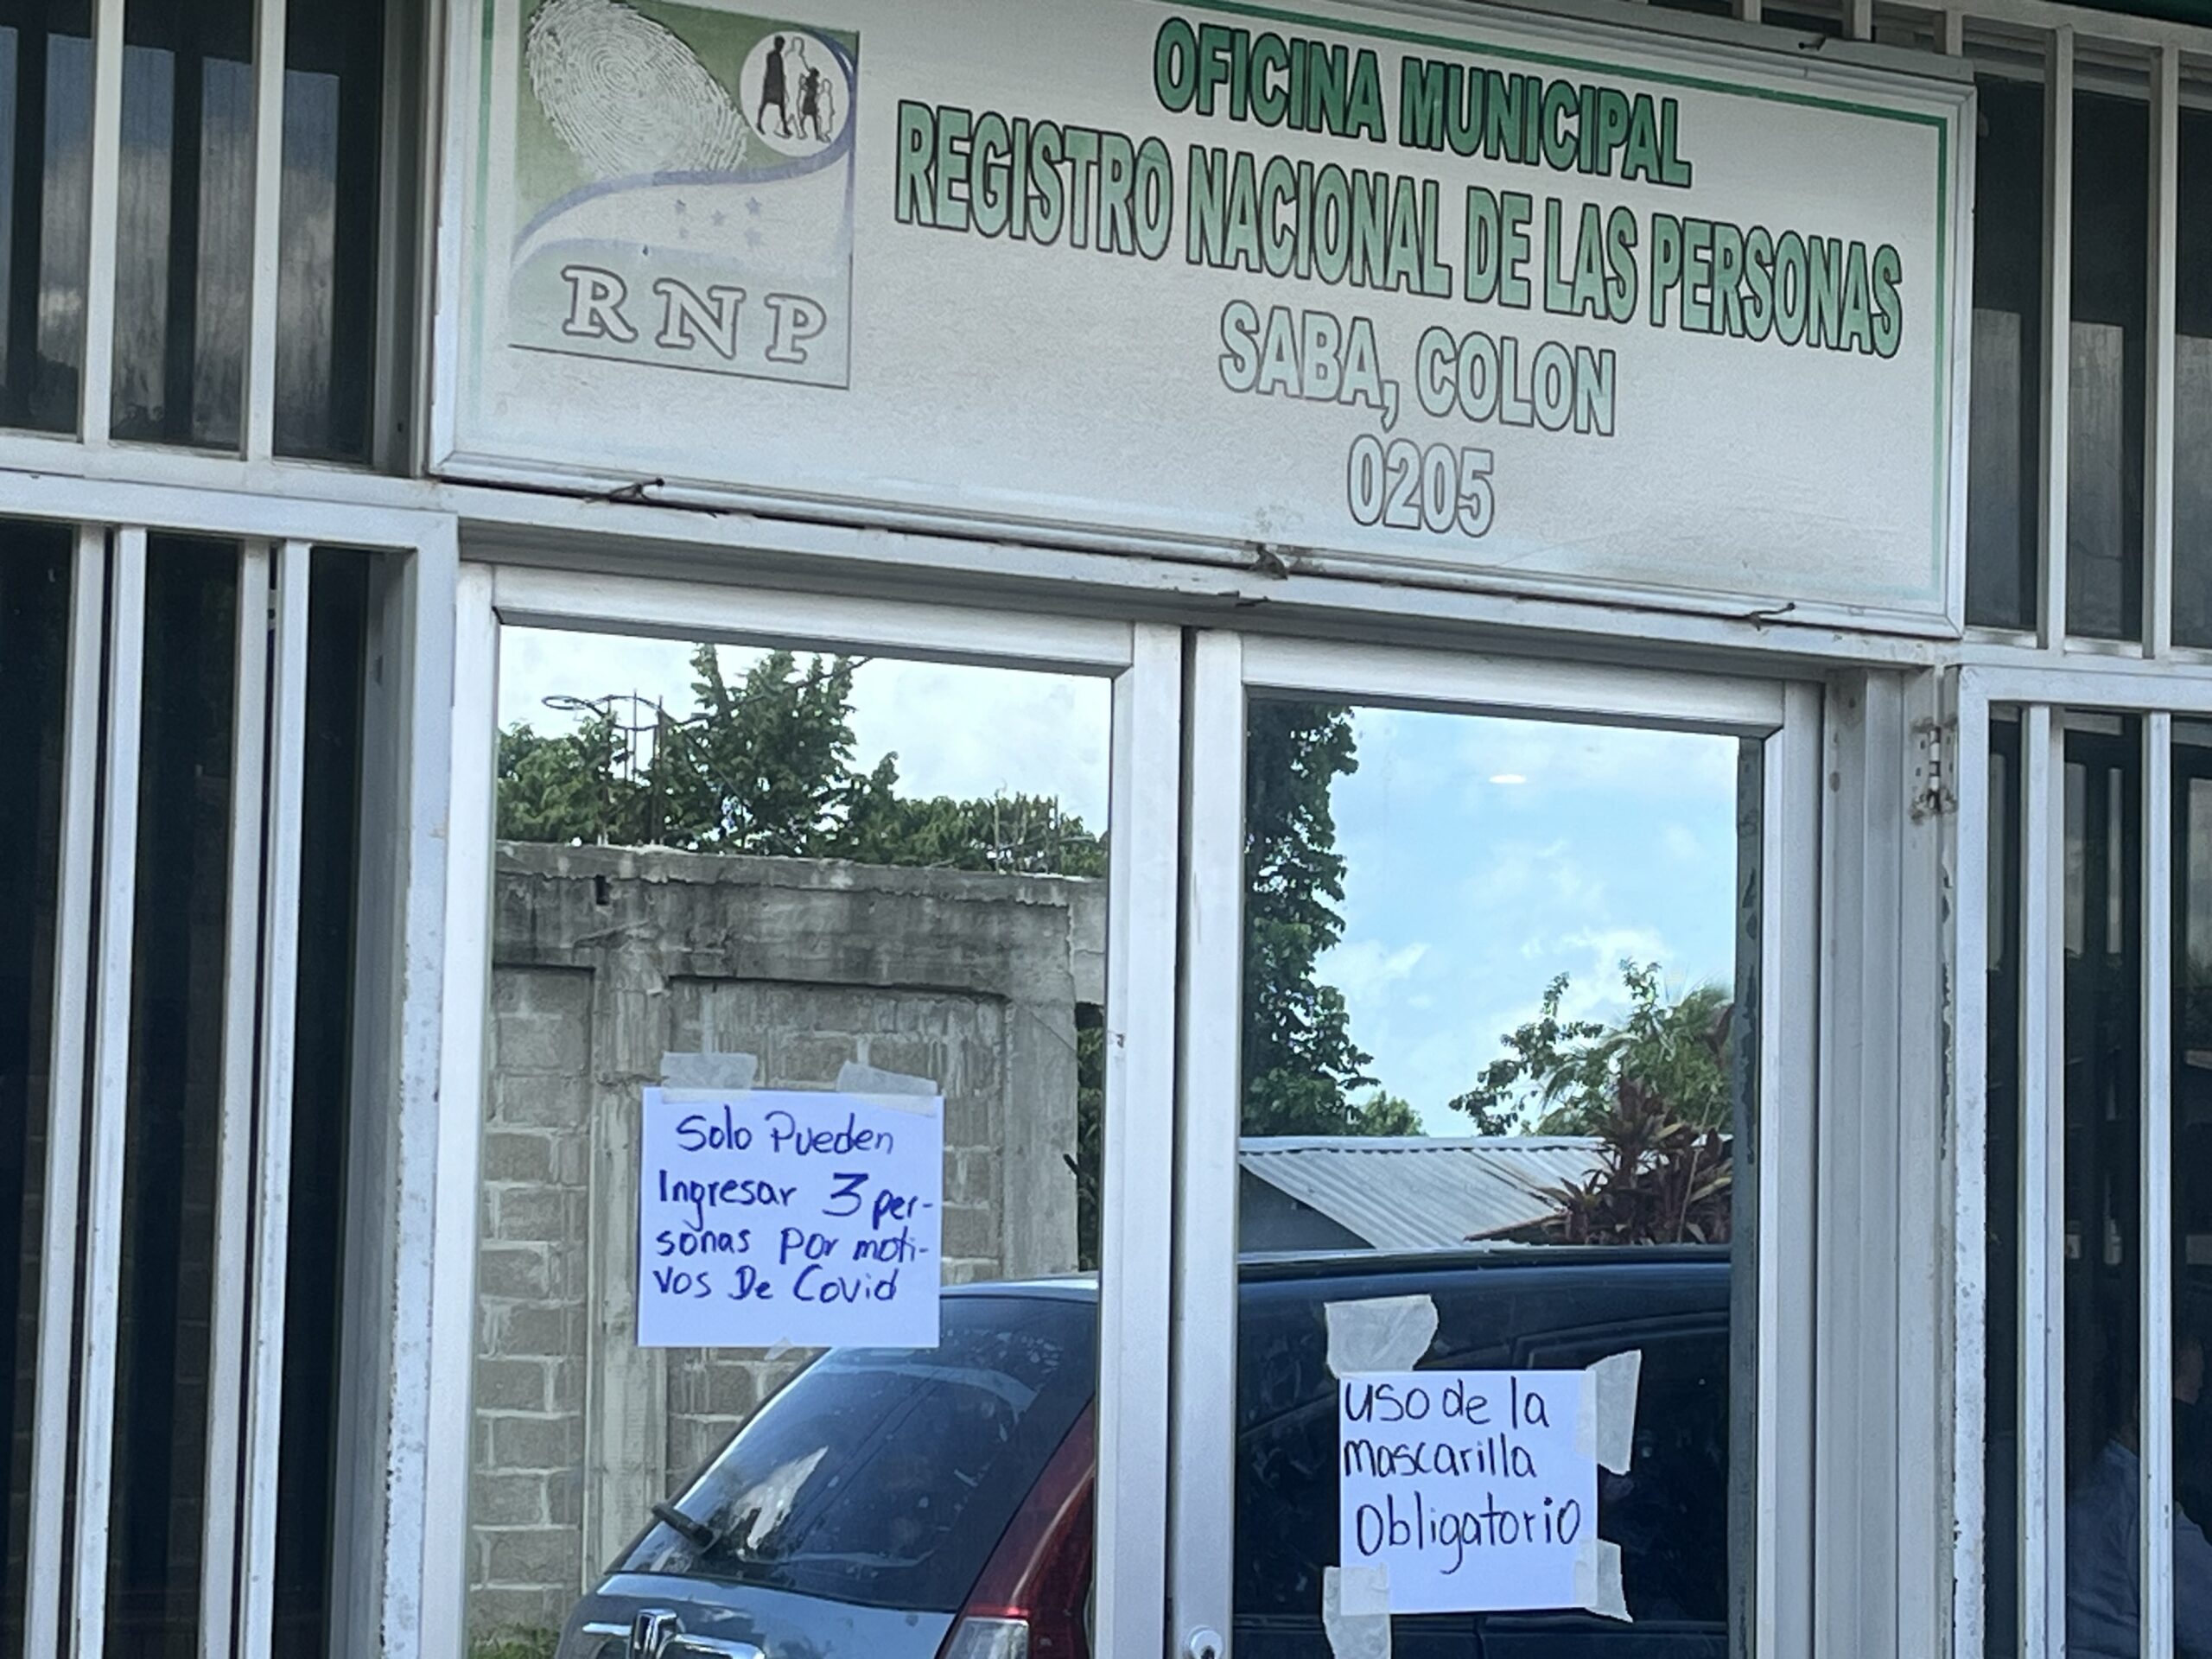 RNP
OFICINA MUNICIPAL
REGISTRO NACIONAL DE LAS PERSONAS
SABA, COLON
0205
Solo Pueden
Ingresar 3 per-
sonas por moti-
vos De Covid
uso de la
mascarilla
Obligatorio